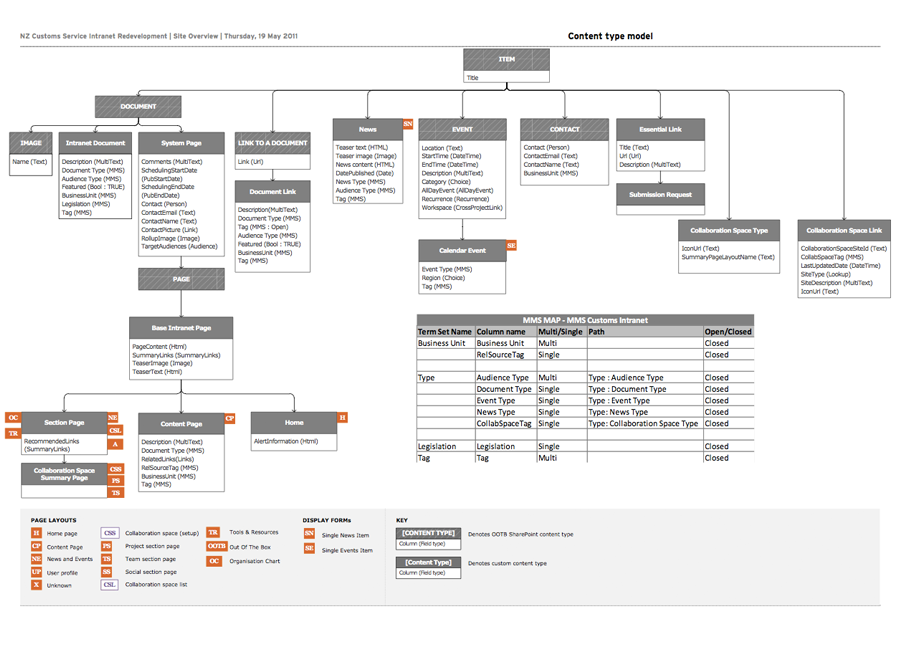 NZ Customs Service Intranet Redevelopment | Site Overview | Thursday, 19 May 2011
Content type model
ITEM
Title
DOCUMENT
IMAGE
Name (Text)
Intranet Document
Description (MultiText)
Document Type (MMS)
Audience Type (MMS)
Featured (Bool : TRUE)
BusinessUnit (MMS)
Legislation (MMS)
Tag (MMS)
System Page
Comments (MultiText)
SchedulingStartDate
(PubStartDate)
SchedulingEndDate
(PubEndDate)
Contact (Person)
ContactEmail (Text)
ContactName (Text)
ContactPicture (Link)
RollupImage (Image)
TargetAudiences (Audience)
LINK TO A DOCUMENT
Link (Url)
Document Link
Description(MultiText)
Document Type (MMS)
Tag (MMS : Open)
Audience Type (MMS)
Featured (Bool : TRUE)
BusinessUnit (MMS)
Tag (MMS)
News
SN
Teaser text (HTML)
Teaser image (Image)
News content (HTML)
DatePublished (Date)
News Type (MMS)
Audience Type (MMS)
Tag (MMS)
EVENT
Location (Text)
StartTime (DateTime)
EndTime (DateTime)
Description (MultiText)
Category (Choice)
AllDayEvent (AllDayEvent)
Recurrence (Recurrence)
Workspace (CrossProjectLink)
Calendar Event
SE
Event Type (MMS)
Region (Choice)
Tag (MMS)
CONTACT
Contact (Person)
ContactEmail (Text)
ContactName (Text)
BusinessUnit (MMS)
Essential Link
Title (Text)
Url (Uri)
Description (MultiText)
Submission Request
Collaboration Space Type
IconUrl (Text)
SummaryPageLayoutName (Text)
Collaboration Space Link
CollaborationSpaceSiteId (Text)
CollabSpaceTag (MMS)
LastUpdatedDate (DateTime)
SiteType (Lookup)
SiteDescription (MultiText)
IconUrl (Text)
PAGE
Base Intranet Page
PageContent (Html)
SummaryLinks (SummaryLinks)
TeaserImage (Image)
TeaserText (Html)
OC
TR
Section Page
NE
CSL
A
RecommendedLinks
(SummaryLinks)
Collaboration Space
Summary Page
CSS
PS
TS
Content Page
CP
Description (MultiText)
Document Type (MMS)
RelatedLinks(Links)
RelSourceTag (MMS)
BusinessUnit (MMS)
Tag (MMS)
Home
H
AlertInformation (Html)
MMS MAP - MMS Customs Intranet
Term Set Name Column name Multi/Single Path Open/Closed
Business Unit Business Unit Multi Closed
RelSourceTag Single Closed
Type Audience Type Multi Type : Audience Type Closed
Document Type Single Type : Document Type Closed
Event Type Single Type : Event Type Closed
News Type Single Type: News Type Closed
CollabSpaceTag Single Type: Collaboration Space Type Closed
Legislation Legislation Single Closed
Tag Tag Multi Closed
PAGE LAYOUTS
H Home page
CP Content Page
NE News and Events
UP User profile
X Unknown
CSS Collaboration space (setup)
PS Project section page
TS Team section page
SS Social section page
CSL Collaboration space list
TR Tools & Resources
OOTB Out Of The Box
OC Organisation Chart
DISPLAY FORMs
SN Single News Item
SE Single Events Item
KEY
[CONTENT TYPE]
Column (Field type)
Denotes OOTB SharePoint content type
[Content Type]
Column (Field type)
Denotes custom content type